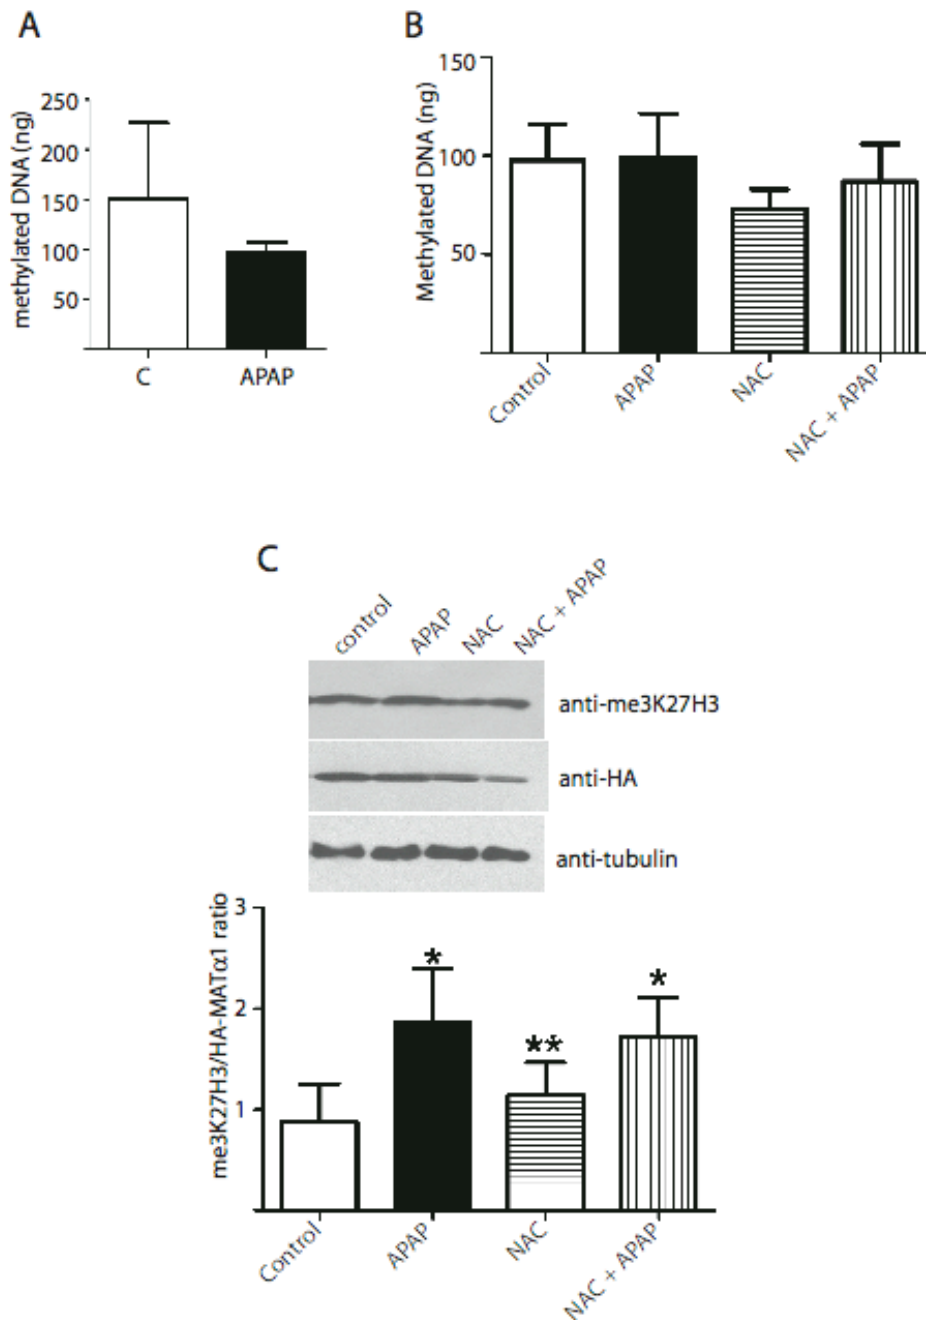 A
methylated DNA (ng)
250
200
150
100
50
C
APAP
B
Methylated DNA (ng)
150
100
50
Control
APAP
NAC
NAC + APAP
C
control
APAP
NAC
NAC + APAP
anti-me3K27H3
anti-HA
anti-tubulin
me3K27H3/HA-MATα1 ratio
3
2
1
*
**
*
Control
APAP
NAC
NAC + APAP